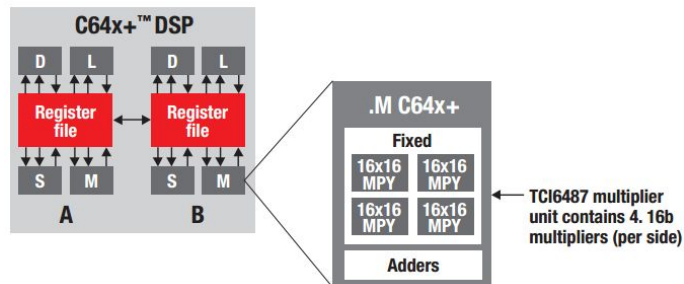 C64x+™ DSP
D L D L
Register file
Register file
S M S M
A B
.M C64x+
Fixed
16x16 MPY
16x16 MPY
16x16 MPY
16x16 MPY
Adders
TCI6487 multiplier
unit contains 4. 16b
multipliers (per side)